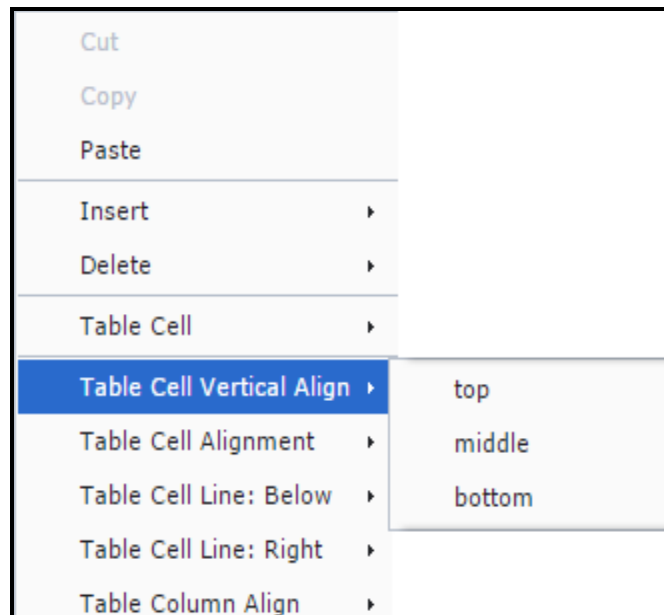 Cut
Copy
Paste
Insert
Delete
Table Cell
Table Cell Vertical Align
top
middle
bottom
Table Cell Alignment
Table Cell Line: Below
Table Cell Line: Right
Table Column Align